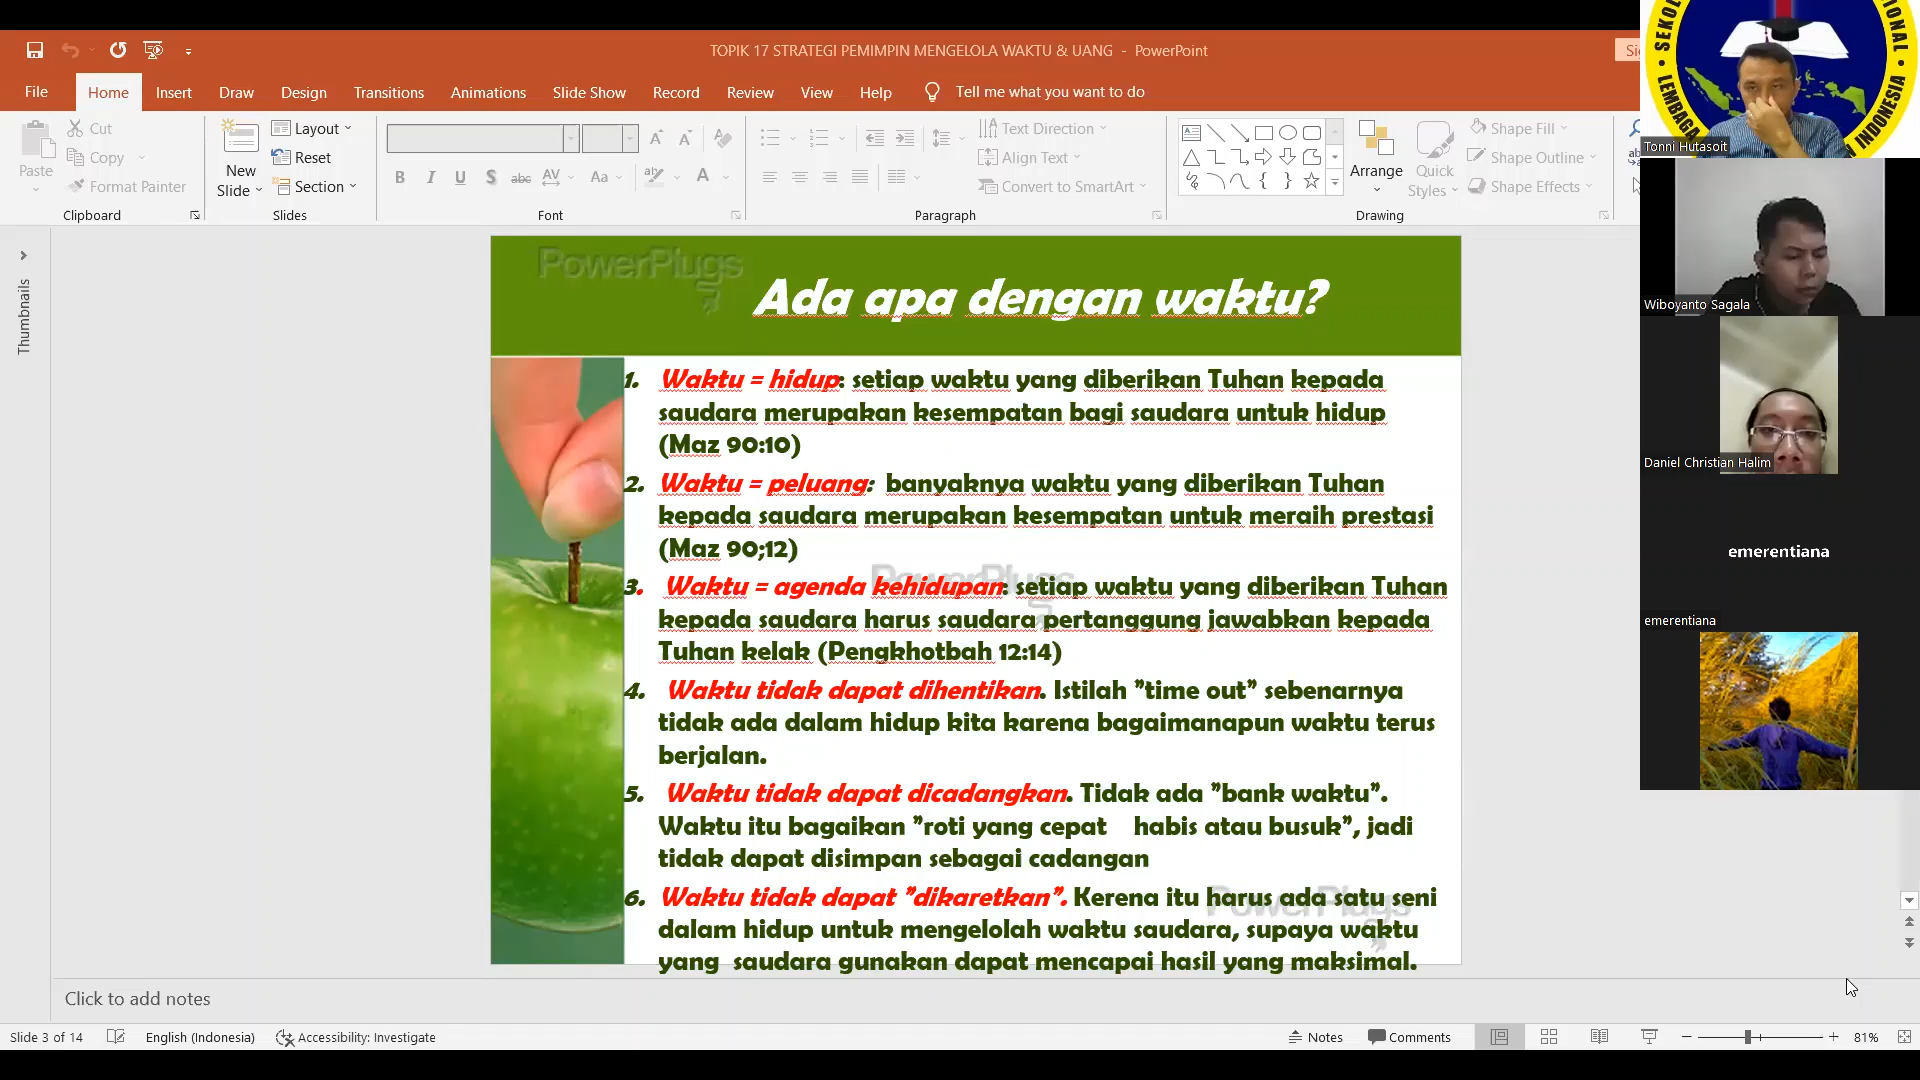 TOPIK 17 STRATEGI PEMIMPIN MENGELOLA WAKTU & UANG - PowerPoint
File Home Insert Draw Design Transitions Animations Slide Show Record Review View Help Tell me what you want to do
Paste
Cut
Copy
Format Painter
Clipboard
New Slide
Layout
Reset
Section
Slides
B I U S abc AV Aa A
Font
Text Direction
Align Text
Convert to SmartArt
Paragraph
Arrange
Quick Styles
Shape Fill
Shape Outline
Shape Effects
Drawing
Thumbnails
PowerPlugs
Ada apa dengan waktu?
1. Waktu = hidup: setiap waktu yang diberikan Tuhan kepada
saudara merupakan kesempatan bagi saudara untuk hidup
(Maz 90:10)
2. Waktu = peluang: banyaknya waktu yang diberikan Tuhan
kepada saudara merupakan kesempatan untuk meraih prestasi
(Maz 90;12)
PowerPlugs
3. Waktu = agenda kehidupan: setiap waktu yang diberikan Tuhan
kepada saudara harus saudara pertanggung jawabkan kepada
Tuhan kelak (Pengkhotbah 12:14)
4. Waktu tidak dapat dihentikan. Istilah ”time out” sebenarnya
tidak ada dalam hidup kita karena bagaimanapun waktu terus
berjalan.
5. Waktu tidak dapat dicadangkan. Tidak ada ”bank waktu”.
Waktu itu bagaikan ”roti yang cepat habis atau busuk”, jadi
tidak dapat disimpan sebagai cadangan
6. Waktu tidak dapat ”dikaretkan”. Kerena itu harus ada satu seni
dalam hidup untuk mengelolah waktu saudara, supaya waktu
yang saudara gunakan dapat mencapai hasil yang maksimal.
PowerPlugs
Click to add notes
Slide 3 of 14 English (Indonesia) Accessibility: Investigate Notes Comments 81%
LEMBAGA
INDONESIA
Tonni Hutasoit
Wiboyanto Sagala
Daniel Christian Halim
emerentiana
emerentiana